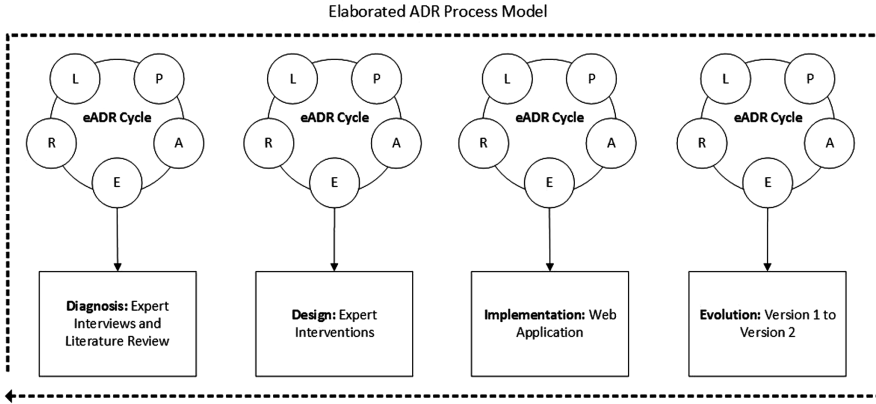 Elaborated ADR Process Model
L
P
eADR Cycle
R
A
E
L
P
eADR Cycle
R
A
E
L
P
eADR Cycle
R
A
E
L
P
eADR Cycle
R
A
E
Diagnosis: Expert
Interviews and
Literature Review
Design: Expert
Interventions
Implementation: Web
Application
Evolution: Version 1 to
Version 2